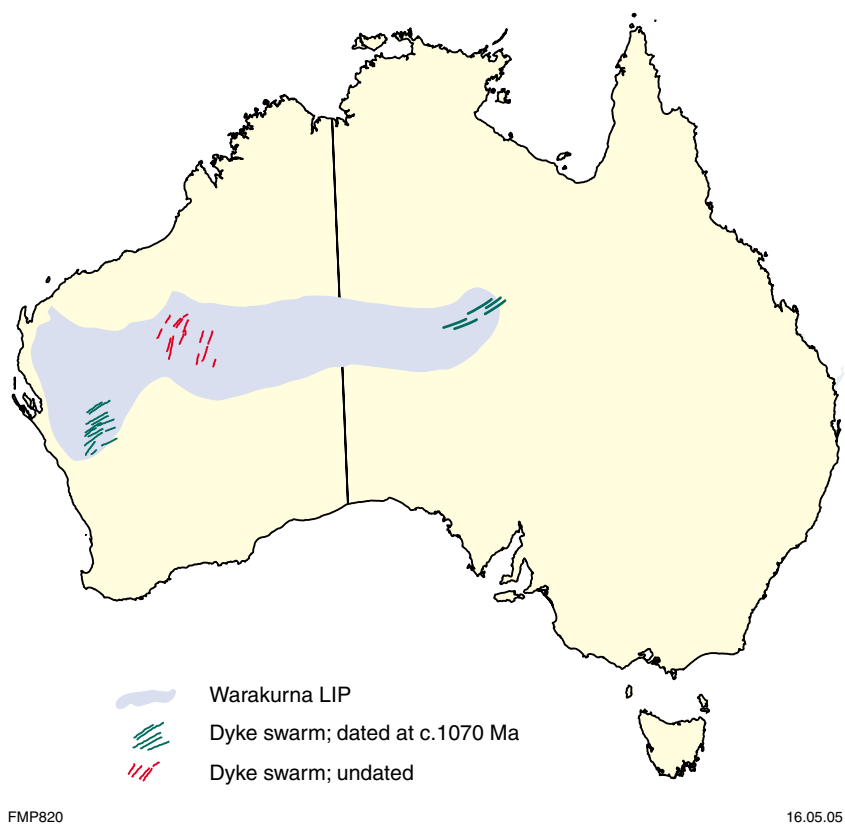 Warakurna LIP
Dyke swarm; dated at c.1070 Ma
Dyke swarm; undated
FMP820
16.05.05